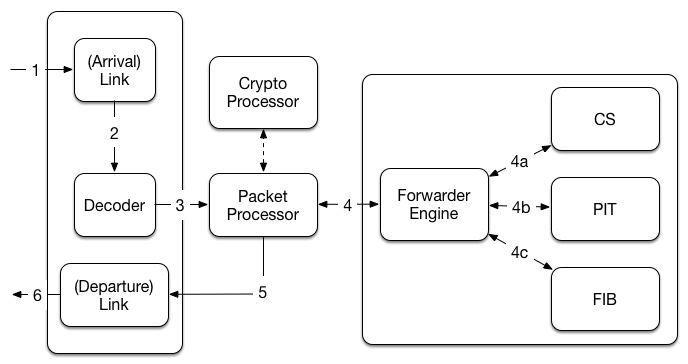 1
(Arrival)
Link
2
Decoder
3
(Departure)
Link
6
5
Crypto
Processor
Packet
Processor
4
Forwarder
Engine
4a
4b
4c
CS
PIT
FIB